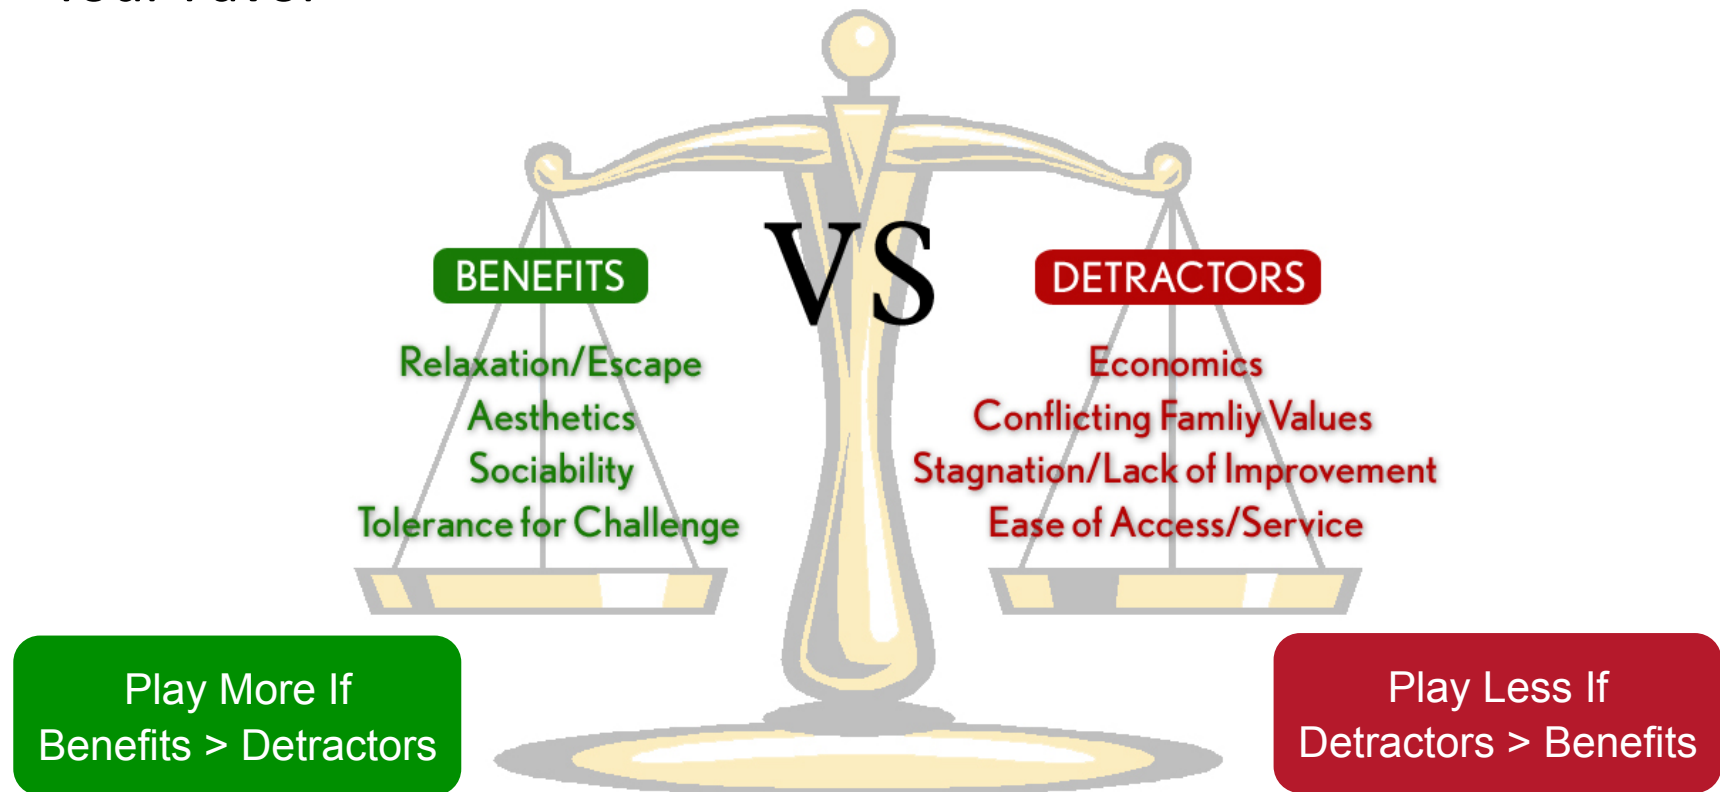 VS
BENEFITS
Relaxation/Escape
Aesthetics
Sociability
Tolerance for Challenge
DETRACTORS
Economics
Conflicting Famliy Values
Stagnation/Lack of Improvement
Ease of Access/Service
Play More If
Benefits > Detractors
Play Less If
Detractors > Benefits